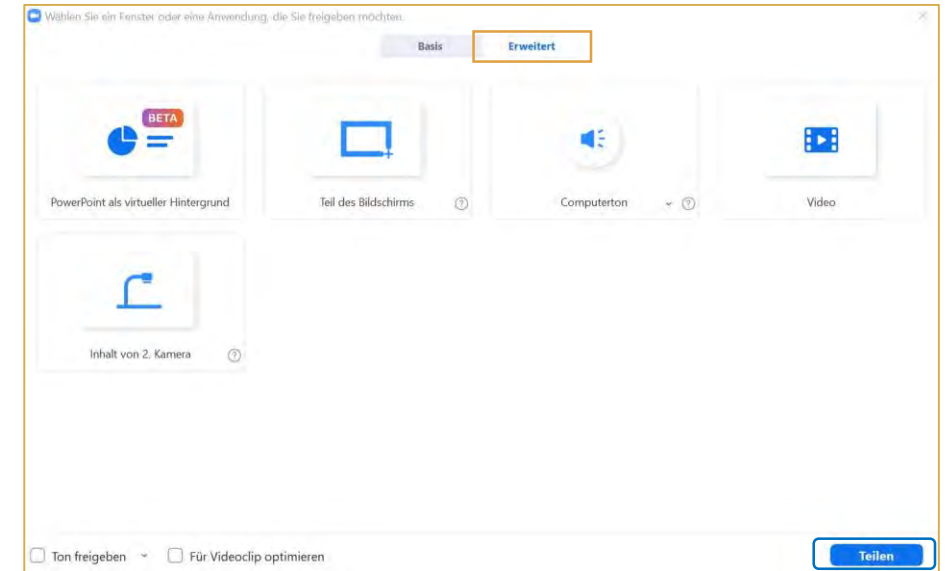 Wählen Sie ein Fenster oder eine Anwendung, die Sie freigeben möchten
Basis Erweitert
BETA
PowerPoint als virtueller Hintergrund Teil des Bildschirms ? Computerton ? Video
Inhalt von 2. Kamera ?
Ton freigeben Für Videoclip optimieren Teilen